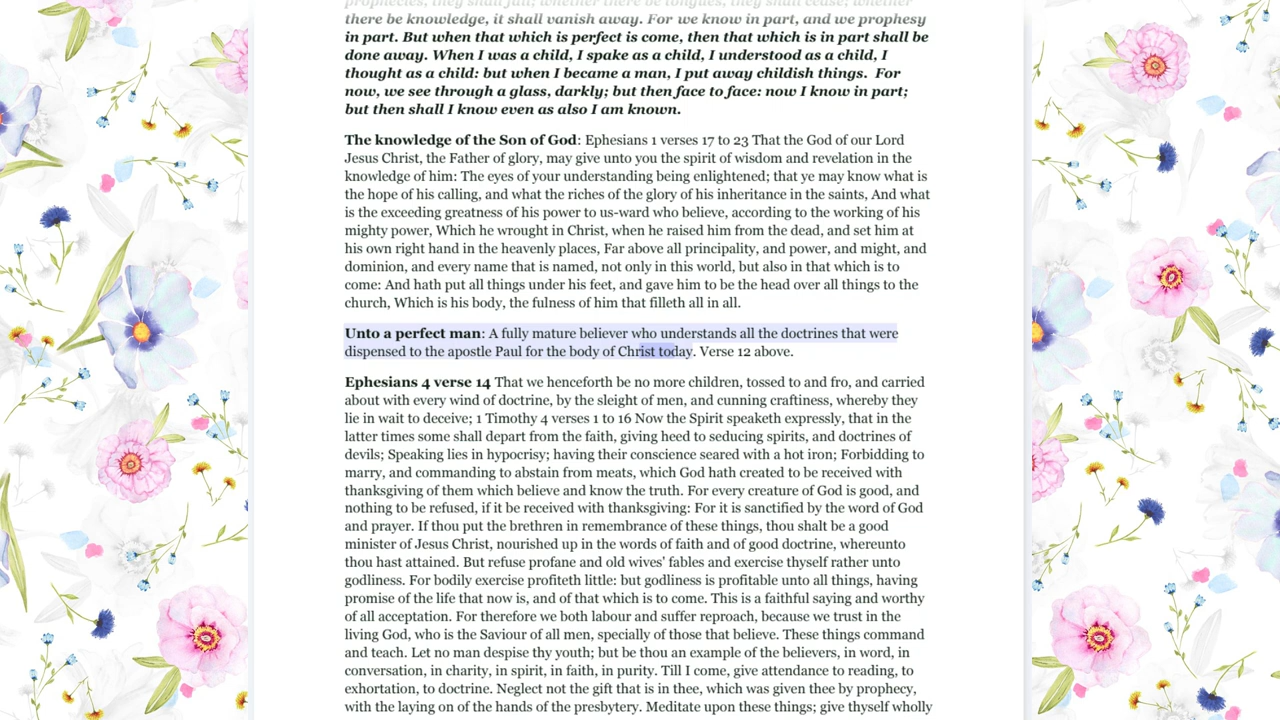 prophecies, they shall fail; whether there be tongues, they shall cease; whether
there be knowledge, it shall vanish away. For we know in part, and we prophesy
in part. But when that which is perfect is come, then that which is in part shall be
done away. When I was a child, I spake as a child, I understood as a child, I
thought as a child: but when I became a man, I put away childish things. For
now, we see through a glass, darkly; but then face to face: now I know in part;
but then shall I know even as also I am known.
The knowledge of the Son of God: Ephesians 1 verses 17 to 23 That the God of our Lord
Jesus Christ, the Father of glory, may give unto you the spirit of wisdom and revelation in the
knowledge of him: The eyes of your understanding being enlightened; that ye may know what is
the hope of his calling, and what the riches of the glory of his inheritance in the saints, And what
is the exceeding greatness of his power to us-ward who believe, according to the working of his
mighty power, Which he wrought in Christ, when he raised him from the dead, and set him at
his own right hand in the heavenly places, Far above all principality, and power, and might, and
dominion, and every name that is named, not only in this world, but also in that which is to
come: And hath put all things under his feet, and gave him to be the head over all things to the
church, Which is his body, the fulness of him that filleth all in all.
Unto a perfect man: A fully mature believer who understands all the doctrines that were
dispensed to the apostle Paul for the body of Christ today. Verse 12 above.
Ephesians 4 verse 14 That we henceforth be no more children, tossed to and fro, and carried
about with every wind of doctrine, by the sleight of men, and cunning craftiness, whereby they
lie in wait to deceive; 1 Timothy 4 verses 1 to 16 Now the Spirit speaketh expressly, that in the
latter times some shall depart from the faith, giving heed to seducing spirits, and doctrines of
devils; Speaking lies in hypocrisy; having their conscience seared with a hot iron; Forbidding to
marry, and commanding to abstain from meats, which God hath created to be received with
thanksgiving of them which believe and know the truth. For every creature of God is good, and
nothing to be refused, if it be received with thanksgiving: For it is sanctified by the word of God
and prayer. If thou put the brethren in remembrance of these things, thou shalt be a good
minister of Jesus Christ, nourished up in the words of faith and of good doctrine, whereunto
thou hast attained. But refuse profane and old wives' fables and exercise thyself rather unto
godliness. For bodily exercise profiteth little: but godliness is profitable unto all things, having
promise of the life that now is, and of that which is to come. This is a faithful saying and worthy
of all acceptation. For therefore we both labour and suffer reproach, because we trust in the
living God, who is the Saviour of all men, specially of those that believe. These things command
and teach. Let no man despise thy youth; but be thou an example of the believers, in word, in
conversation, in charity, in spirit, in faith, in purity. Till I come, give attendance to reading, to
exhortation, to doctrine. Neglect not the gift that is in thee, which was given thee by prophecy,
with the laying on of the hands of the presbytery. Meditate upon these things; give thyself wholly